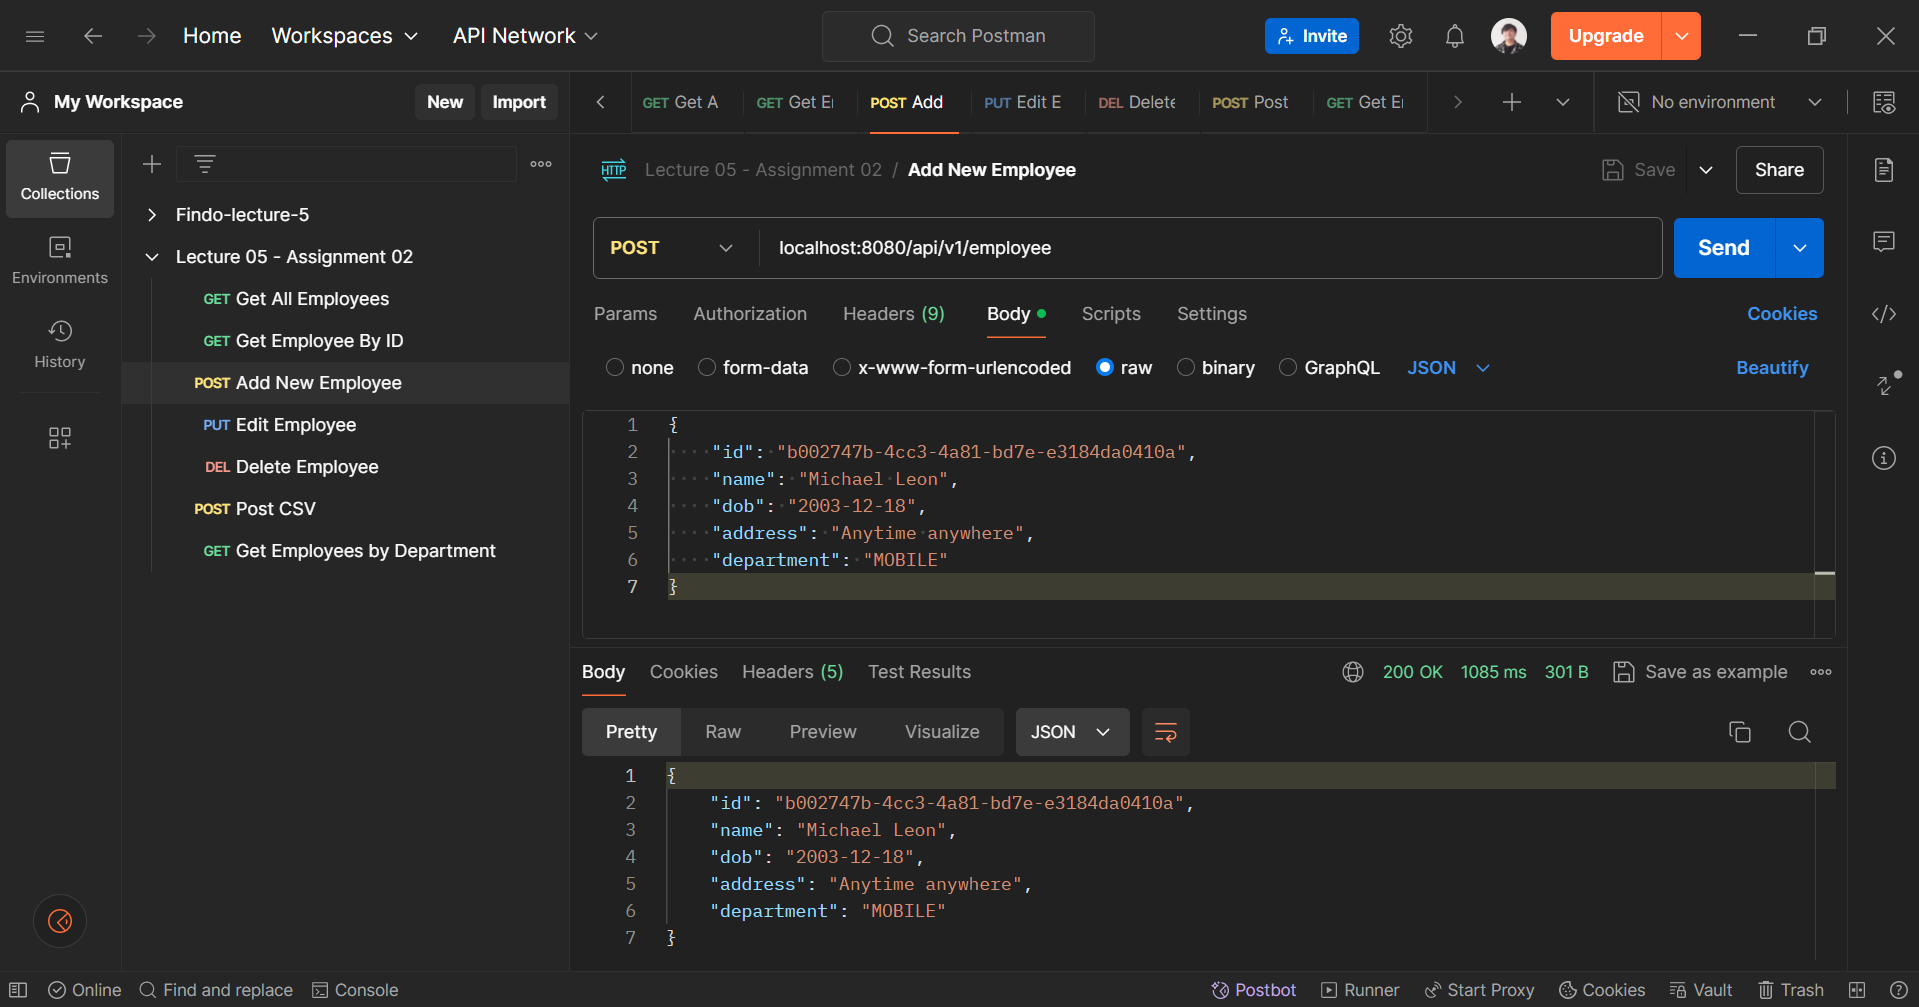 Home Workspaces API Network Search Postman Invite Upgrade
My Workspace New Import GET Get A GET Get E POST Add PUT Edit E DEL Delete POST Post GET Get E No environment
Collections
Environments
History
Findo-lecture-5
Lecture 05 - Assignment 02
GET Get All Employees
GET Get Employee By ID
POST Add New Employee
PUT Edit Employee
DEL Delete Employee
POST Post CSV
GET Get Employees by Department
HTTP Lecture 05 - Assignment 02 / Add New Employee Save Share
POST localhost:8080/api/v1/employee Send
Params Authorization Headers (9) Body Scripts Settings Cookies
none form-data x-www-form-urlencoded raw binary GraphQL JSON Beautify
1 {
2 "id": "b002747b-4cc3-4a81-bd7e-e3184da0410a",
3 "name": "Michael Leon",
4 "dob": "2003-12-18",
5 "address": "Anytime anywhere",
6 "department": "MOBILE"
7 }
Body Cookies Headers (5) Test Results 200 OK 1085 ms 301 B Save as example
Pretty Raw Preview Visualize JSON
1 {
2 "id": "b002747b-4cc3-4a81-bd7e-e3184da0410a",
3 "name": "Michael Leon",
4 "dob": "2003-12-18",
5 "address": "Anytime anywhere",
6 "department": "MOBILE"
7 }
Online Find and replace Console Postbot Runner Start Proxy Cookies Vault Trash